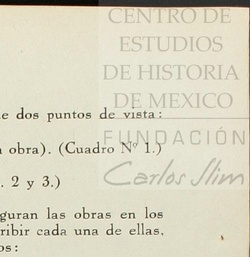 CENTRO DE
ESTUDIOS
DE HISTORIA
DE MEXICO
FUNDACIÓN
Carlos Slim
e dos puntos de vista:
obra). (Cuadro Nº 1.)
. 2 y 3.)
guran las obras en los
ribir cada una de ellas,
os: